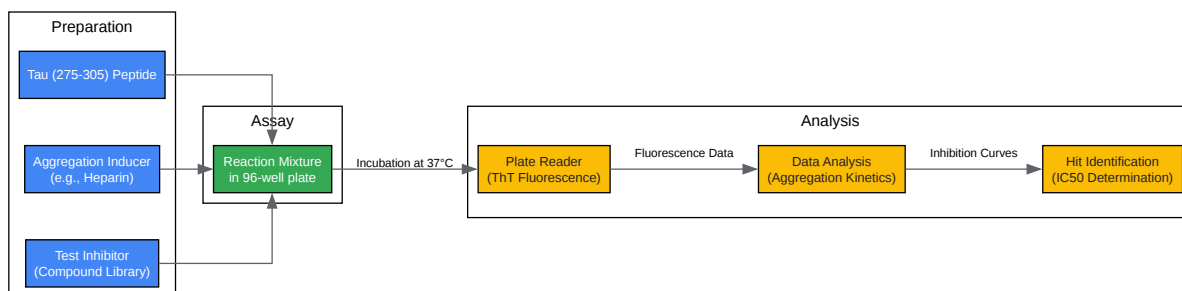 Preparation
Tau (275-305) Peptide
Aggregation Inducer
(e.g., Heparin)
Test Inhibitor
(Compound Library)
Assay
Reaction Mixture
in 96-well plate
Incubation at 37°C
Analysis
Plate Reader
(ThT Fluorescence)
Fluorescence Data
Data Analysis
(Aggregation Kinetics)
Inhibition Curves
Hit Identification
(IC50 Determination)